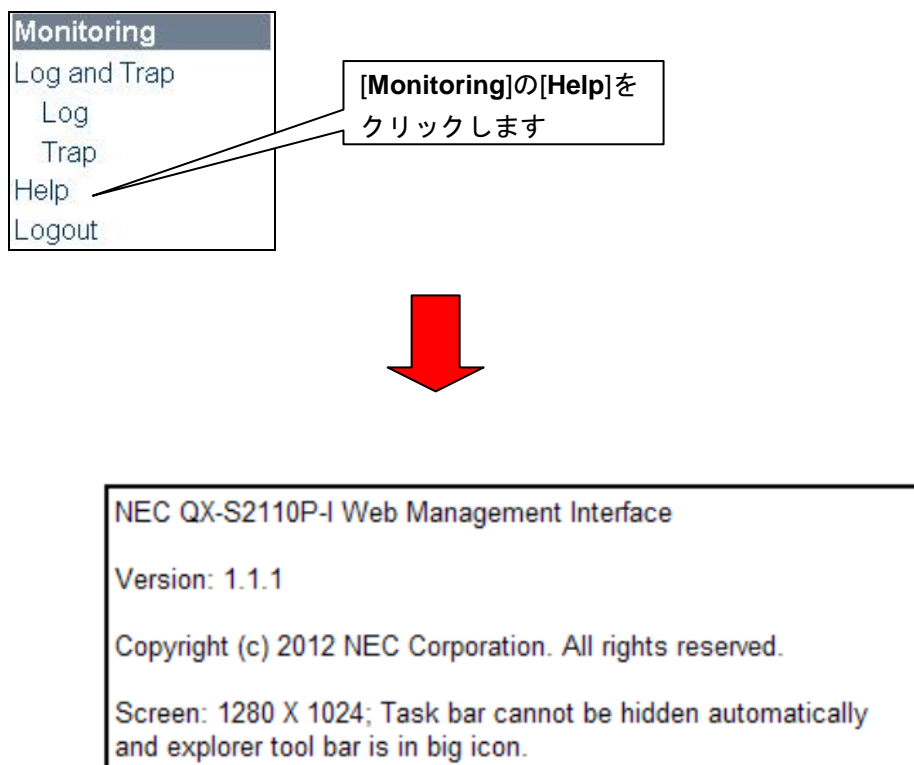 Monitoring
Log and Trap
Log
Trap
Help
Logout
[Monitoring]の[Help]を
クリックします
NEC QX-S2110P-I Web Management Interface
Version: 1.1.1
Copyright (c) 2012 NEC Corporation. All rights reserved.
Screen: 1280 X 1024; Task bar cannot be hidden automatically
and explorer tool bar is in big icon.